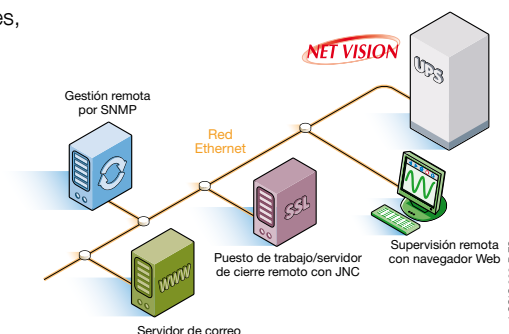 es,
NET VISION
UPS
Gestión remota
por SNMP
Red
Ethernet
SSL
Puesto de trabajo/servidor
de cierre remoto con JNC
Supervisión remota
con navegador Web
WWW
Servidor de correo